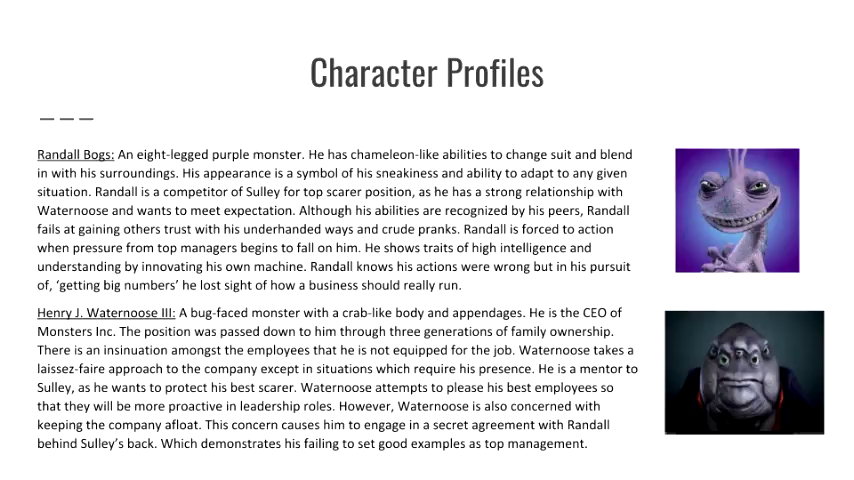 Character Profiles
Randall Bogs: An eight-legged purple monster. He has chameleon-like abilities to change suit and blend
in with his surroundings. His appearance is a symbol of his sneakiness and ability to adapt to any given
situation. Randall is a competitor of Sulley for top scarer position, as he has a strong relationship with
Waternoose and wants to meet expectation. Although his abilities are recognized by his peers, Randall
fails at gaining others trust with his underhanded ways and crude pranks. Randall is forced to action
when pressure from top managers begins to fall on him. He shows traits of high intelligence and
understanding by innovating his own machine. Randall knows his actions were wrong but in his pursuit
of, ‘getting big numbers’ he lost sight of how a business should really run.
Henry J. Waternoose III: A bug-faced monster with a crab-like body and appendages. He is the CEO of
Monsters Inc. The position was passed down to him through three generations of family ownership.
There is an insinuation amongst the employees that he is not equipped for the job. Waternoose takes a
laissez-faire approach to the company except in situations which require his presence. He is a mentor to
Sulley, as he wants to protect his best scarer. Waternoose attempts to please his best employees so
that they will be more proactive in leadership roles. However, Waternoose is also concerned with
keeping the company afloat. This concern causes him to engage in a secret agreement with Randall
behind Sulley’s back. Which demonstrates his failing to set good examples as top management.